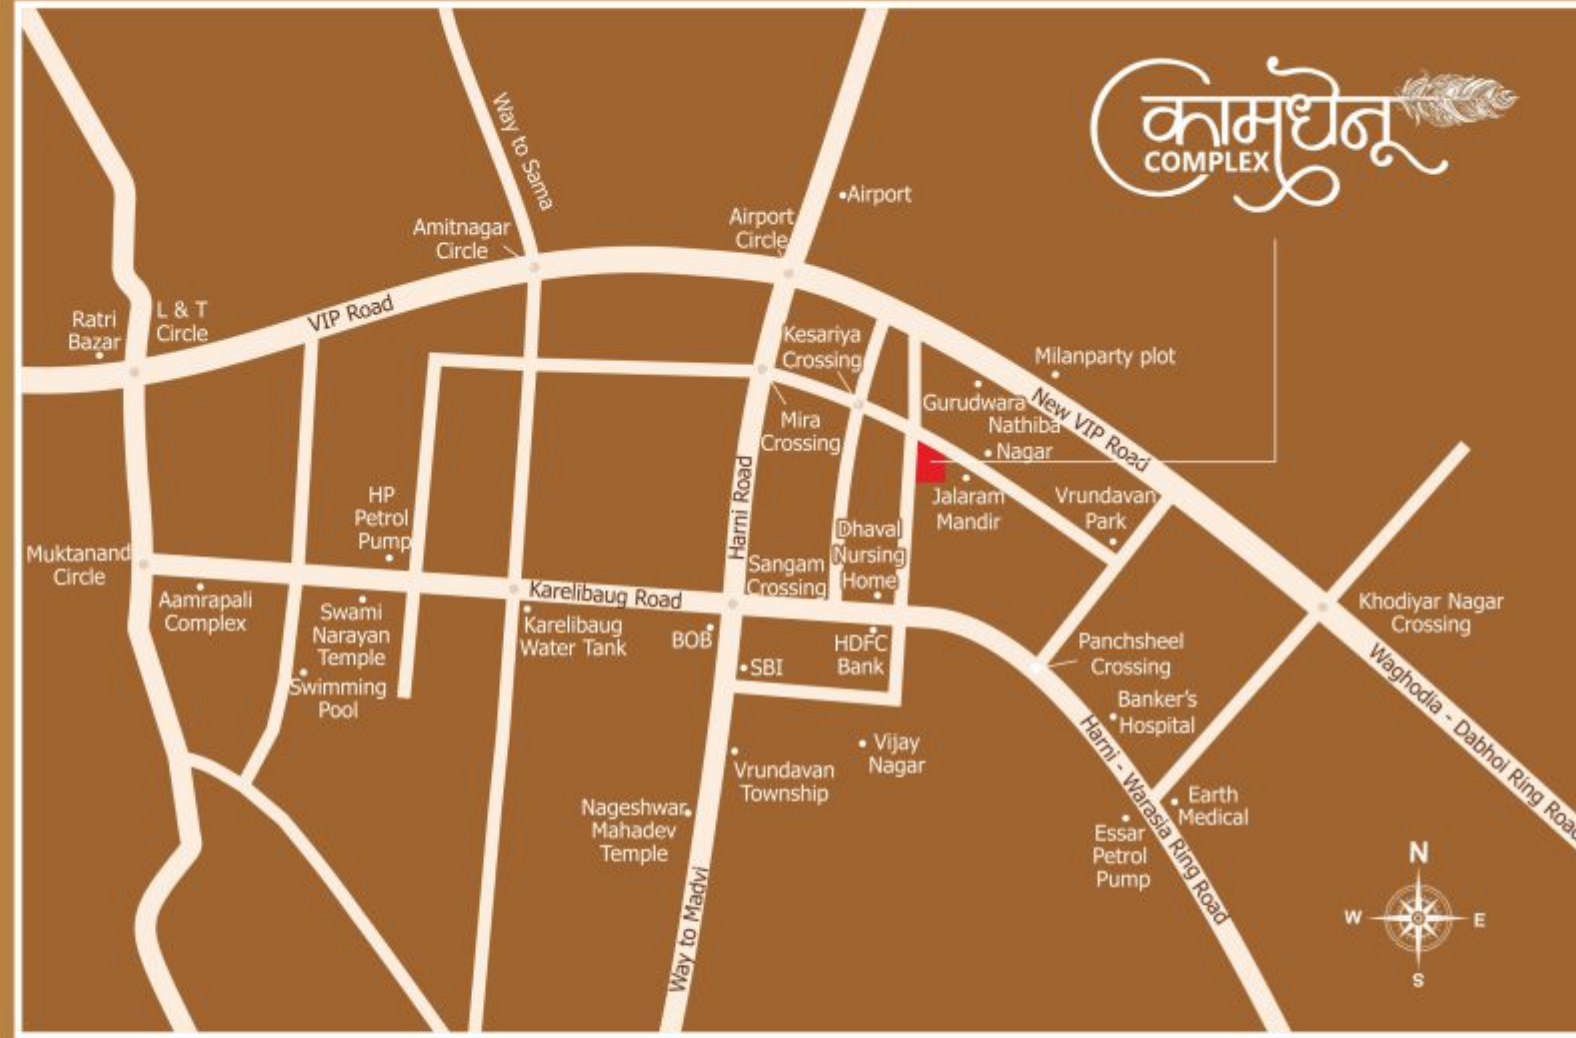 कामधेनू
COMPLEX
Way to Sama
Airport
Amitnagar
Circle
Airport
Circle
L & T
Circle
Ratri
Bazar
VIP Road
Kesariya
Crossing
Milanparty plot
Gurudwara
New VIP Road
Nathiba
Nagar
Mira
Crossing
Harni Road
HP
Petrol
Pump
Jalaram
Mandir
Vrundavan
Park
Dhaval
Nursing
Home
Muktanand
Circle
Sangam
Crossing
Karelibaug Road
Aamrapali
Complex
Swami
Narayan
Temple
Karelibaug
Water Tank
BOB
SBI
HDFC
Bank
Panchsheel
Crossing
Khodiyar Nagar
Crossing
Swimming
Pool
Banker's
Hospital
Waghodia - Dabhoi Ring Road
Harni - Warasia Ring Road
Vijay
Nagar
Vrundavan
Township
Nageshwar
Mahadev
Temple
Earth
Medical
Essar
Petrol
Pump
Way to Madvi
N
W
E
S